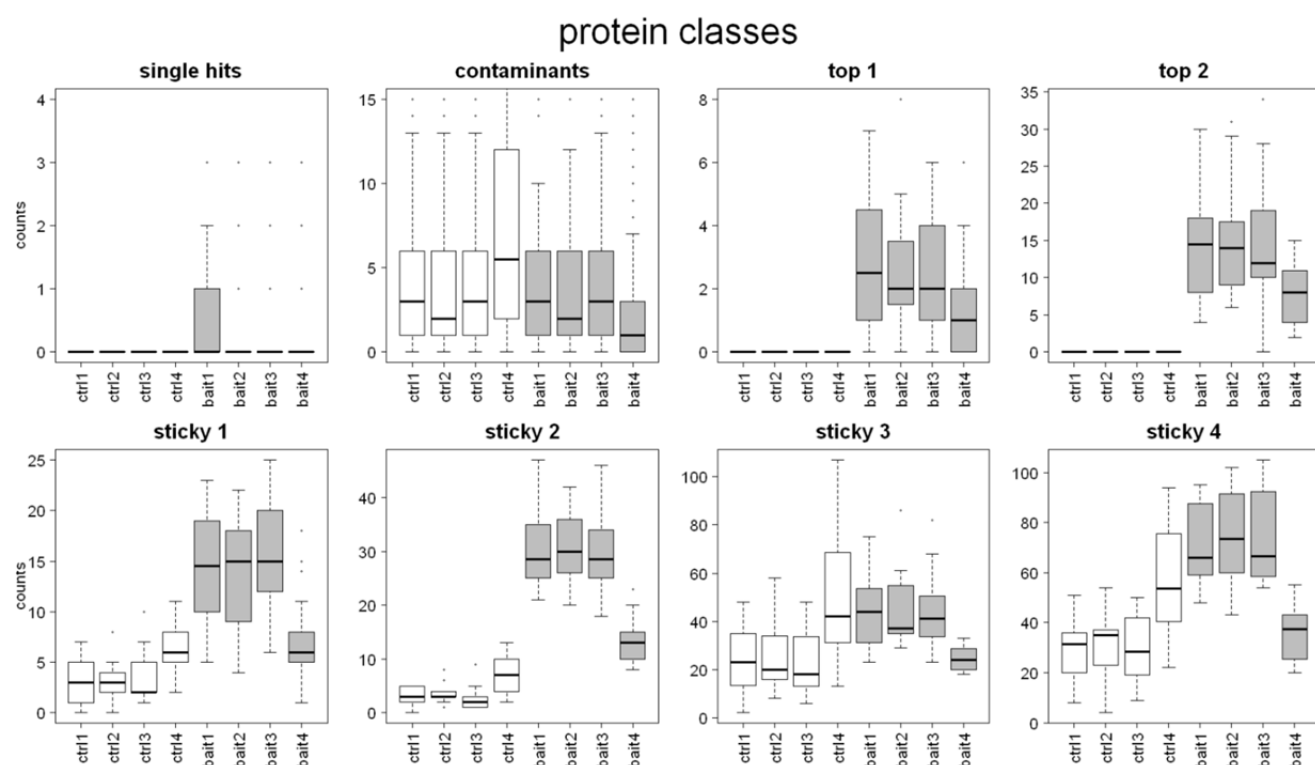 protein classes
single hits
contaminants
top 1
top 2
counts
4
3
2
1
0
ctrl1 ctrl2 ctrl3 ctrl4 bait1 bait2 bait3 bait4
15
10
5
0
ctrl1 ctrl2 ctrl3 ctrl4 bait1 bait2 bait3 bait4
8
6
4
2
0
ctrl1 ctrl2 ctrl3 ctrl4 bait1 bait2 bait3 bait4
35
30
25
20
15
10
5
0
ctrl1 ctrl2 ctrl3 ctrl4 bait1 bait2 bait3 bait4
sticky 1
sticky 2
sticky 3
sticky 4
counts
25
20
15
10
5
0
ctrl1 ctrl2 ctrl3 ctrl4 bait1 bait2 bait3 bait4
40
30
20
10
0
ctrl1 ctrl2 ctrl3 ctrl4 bait1 bait2 bait3 bait4
100
80
60
40
20
0
ctrl1 ctrl2 ctrl3 ctrl4 bait1 bait2 bait3 bait4
100
80
60
40
20
0
ctrl1 ctrl2 ctrl3 ctrl4 bait1 bait2 bait3 bait4